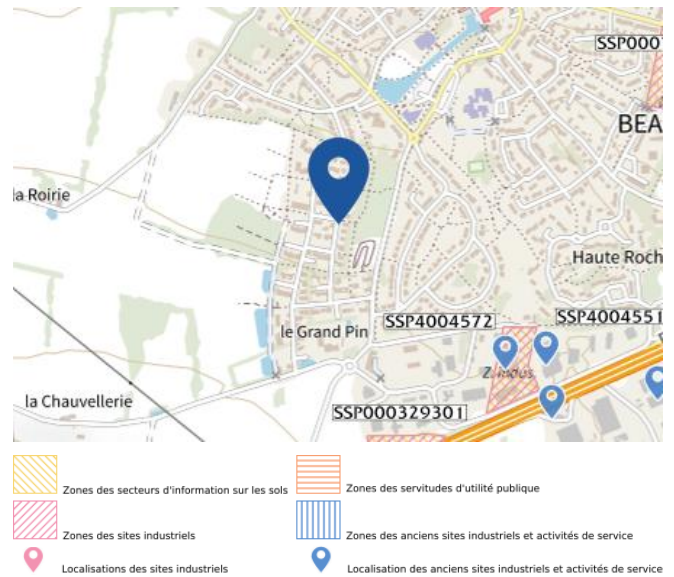 SSP000
BEA
la Roirie
Haute Roch
SSP4004572
SSP4004551
le Grand Pin
Z. Indus.
la Chauvellerie
SSP000329301
Zones des secteurs d'information sur les sols
Zones des servitudes d'utilité publique
Zones des sites industriels
Zones des anciens sites industriels et activités de service
Localisations des sites industriels
Localisation des anciens sites industriels et activités de service